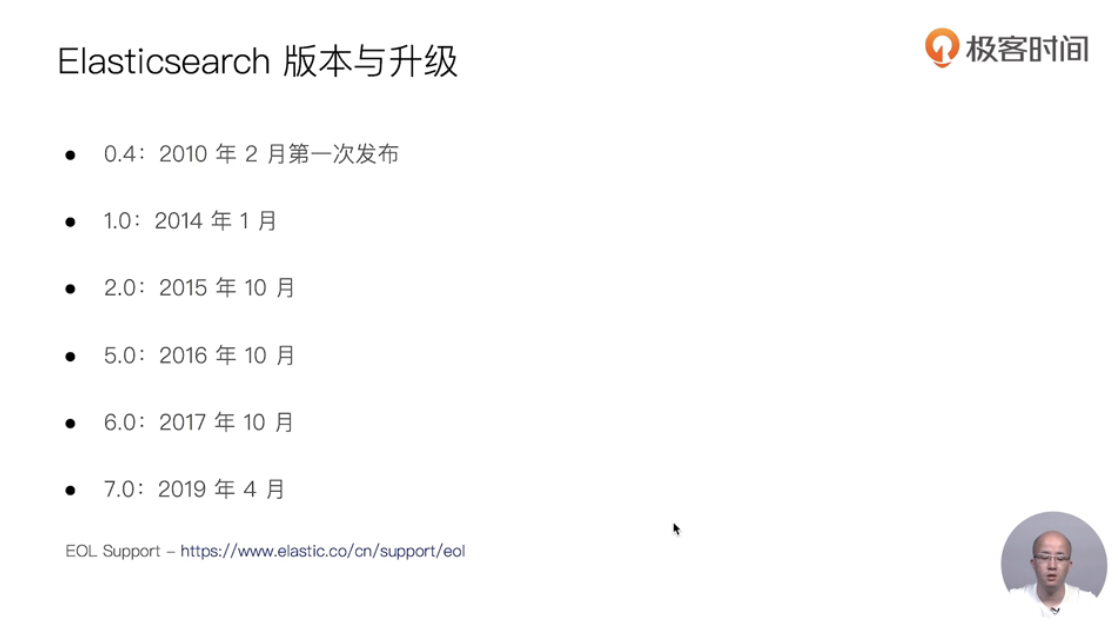 Elasticsearch 版本与升级
极客时间
0.4：2010 年 2 月第一次发布
1.0：2014 年 1 月
2.0：2015 年 10 月
5.0：2016 年 10 月
6.0：2017 年 10 月
7.0：2019 年 4 月
EOL Support – https://www.elastic.co/cn/support/eol